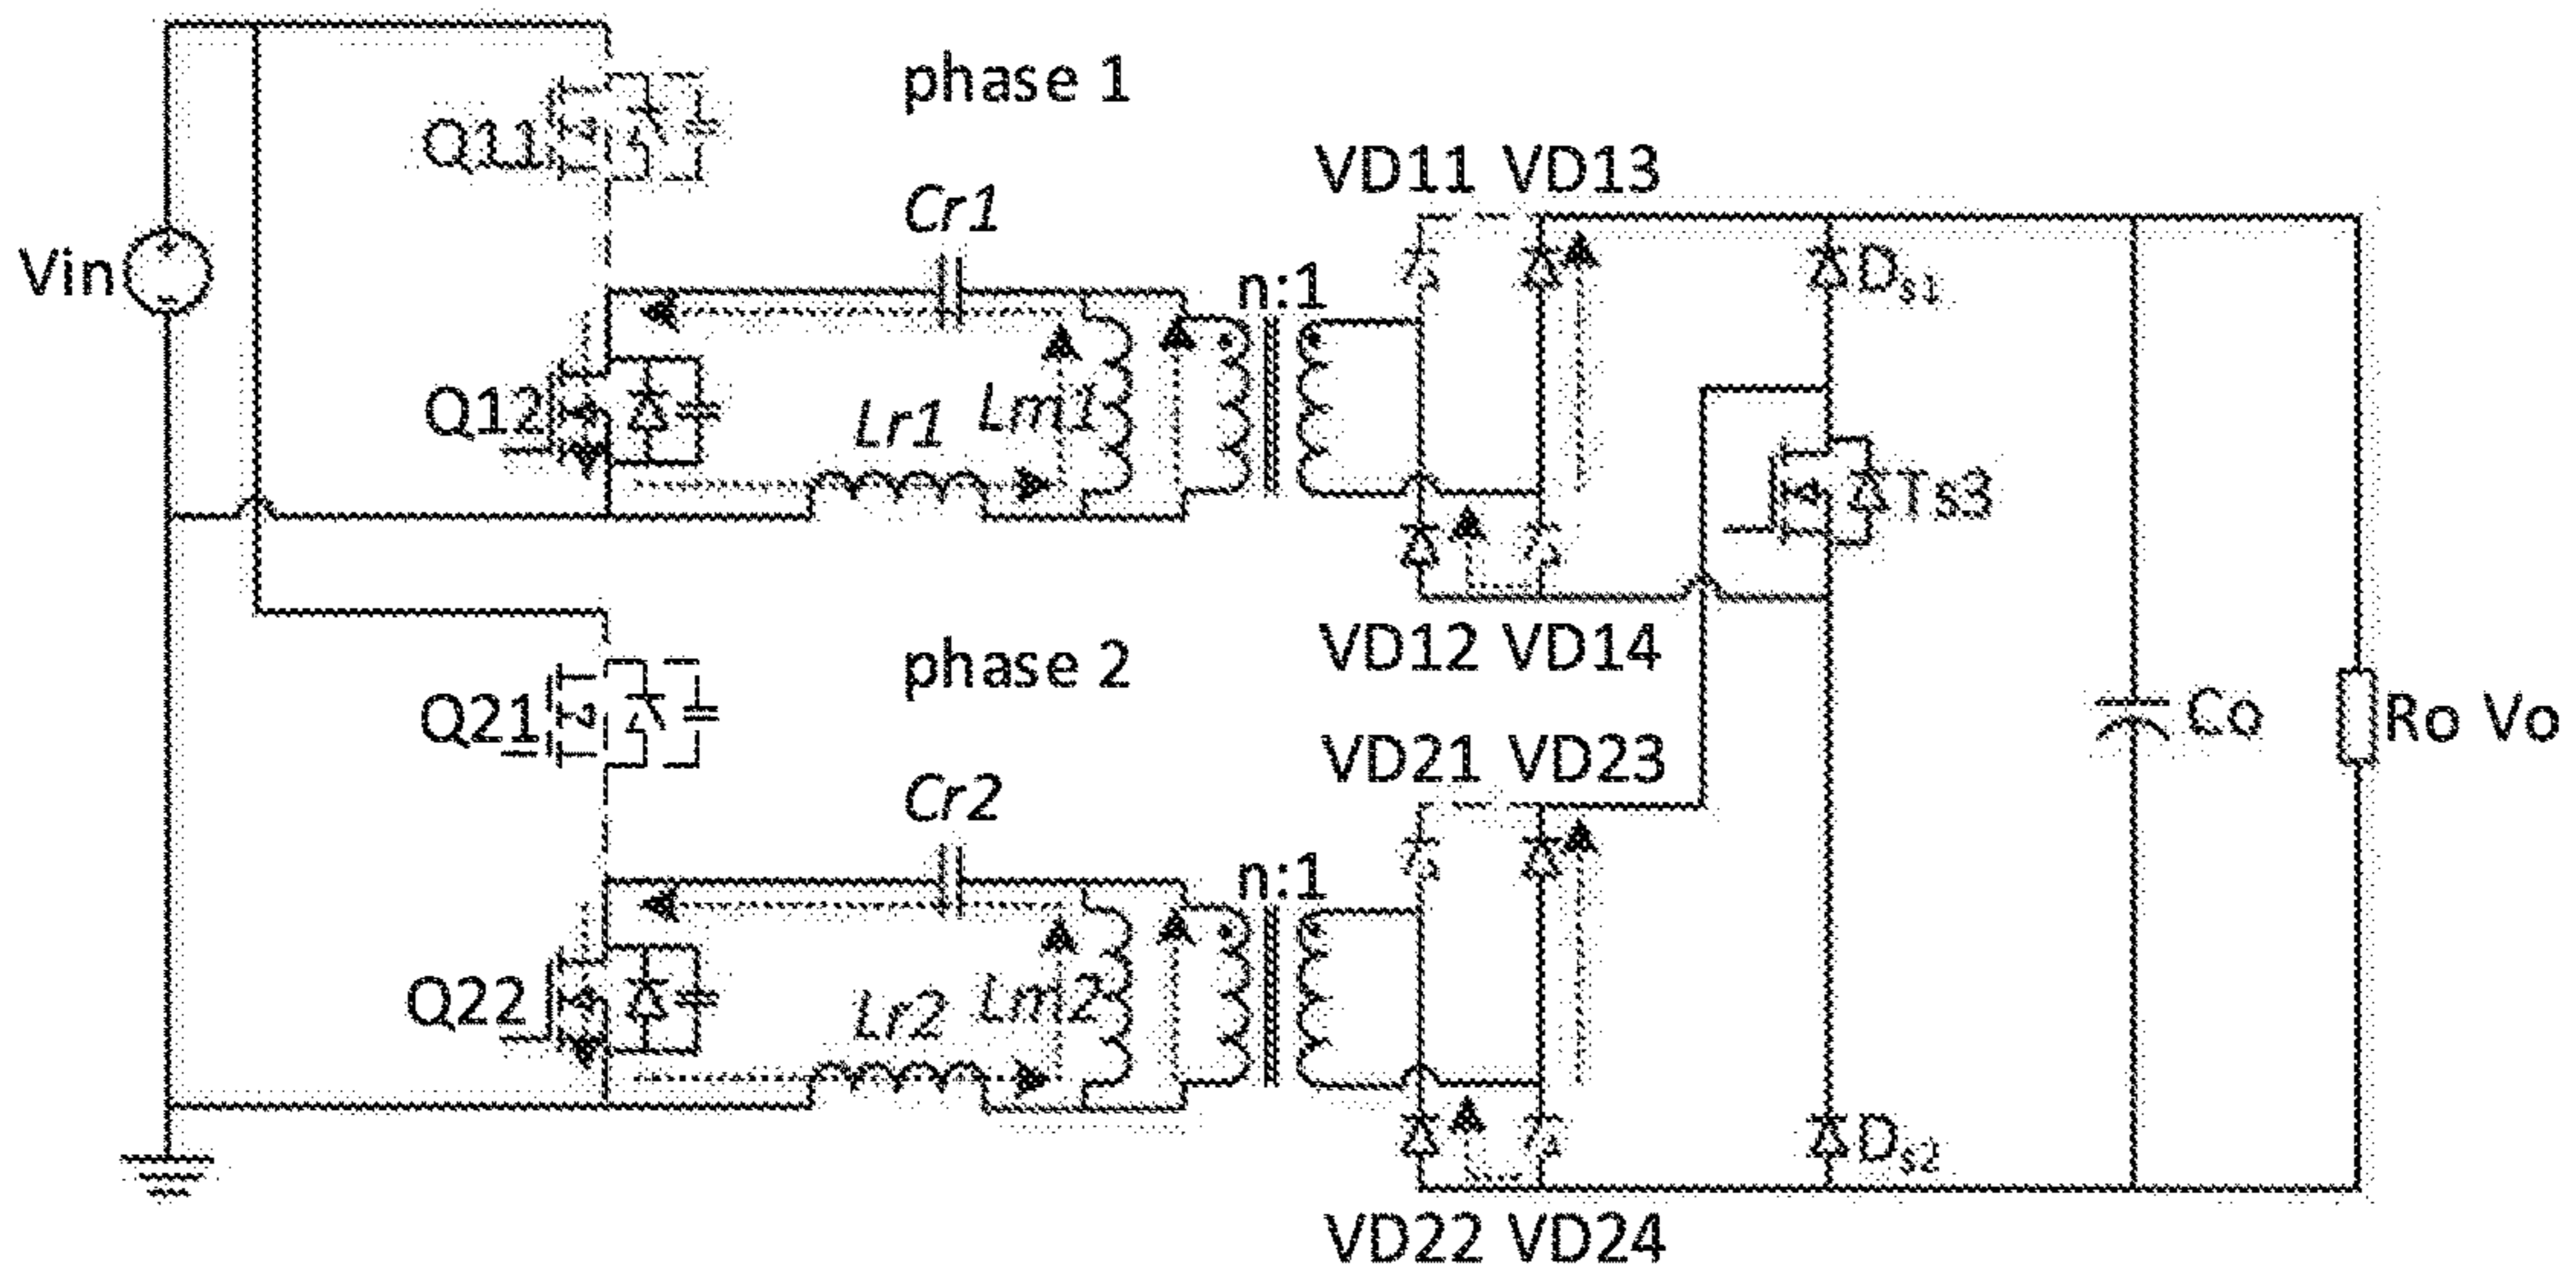 phase 1
Q11
VD11 VD13
Cr1
Vin
n:1
Ds1
Q12
Lr1
Lm1
Ts3
phase 2
VD12 VD14
Q21
Co
Ro Vo
VD21 VD23
Cr2
n:1
Q22
Lr2
Lm2
Ds2
VD22 VD24